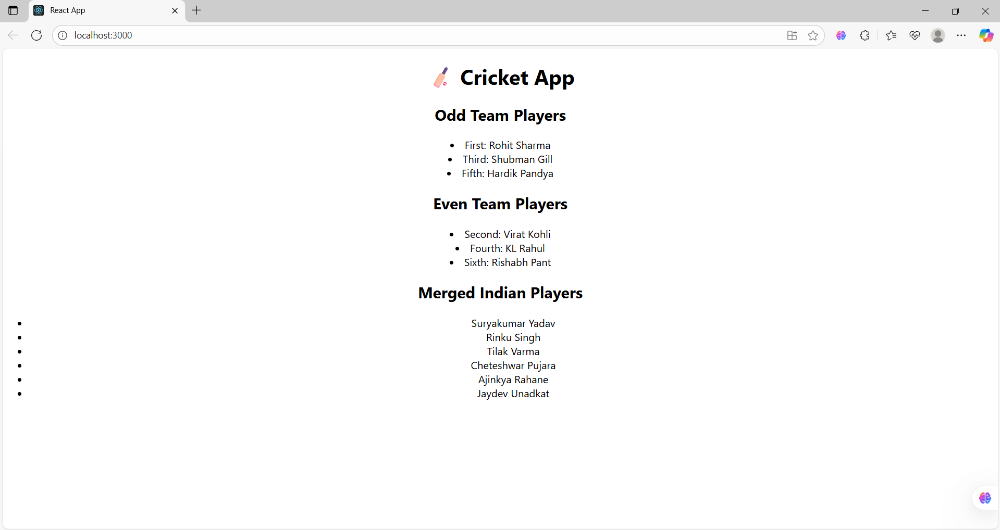 React App
localhost:3000
Cricket App
Odd Team Players
• First: Rohit Sharma
• Third: Shubman Gill
• Fifth: Hardik Pandya
Even Team Players
• Second: Virat Kohli
• Fourth: KL Rahul
• Sixth: Rishabh Pant
Merged Indian Players
• Suryakumar Yadav
• Rinku Singh
• Tilak Varma
• Cheteshwar Pujara
• Ajinkya Rahane
• Jaydev Unadkat